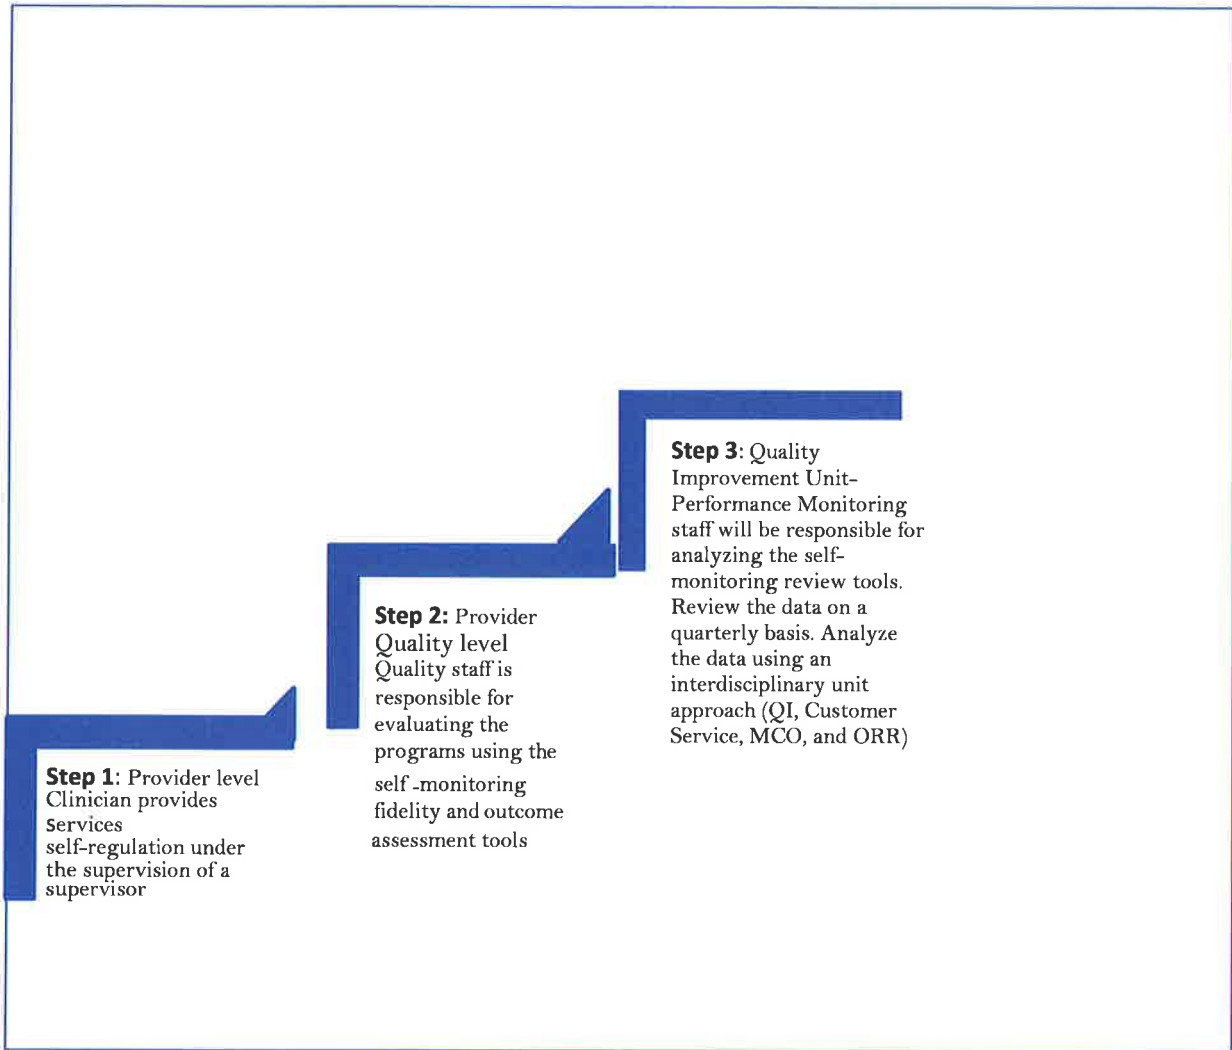 Step 1: Provider level
Clinician provides
Services
self-regulation under
the supervision of a
supervisor
Step 2: Provider
Quality level
Quality staff is
responsible for
evaluating the
programs using the
self -monitoring
fidelity and outcome
assessment tools
Step 3: Quality
Improvement Unit-
Performance Monitoring
staff will be responsible for
analyzing the self-
monitoring review tools.
Review the data on a
quarterly basis. Analyze
the data using an
interdisciplinary unit
approach (QI, Customer
Service, MCO, and ORR)